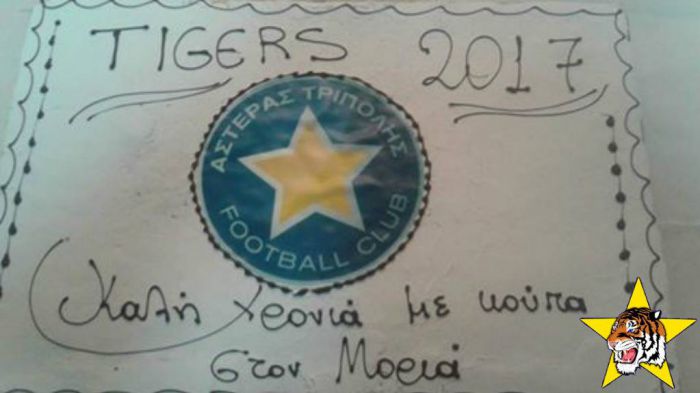 TIGERS 2017
ΑΣΤΕΡΑΣ ΤΡΙΠΟΛΗΣ
FOOTBALL CLUB
Καλή χρονιά με κούπα
στον Μοριά